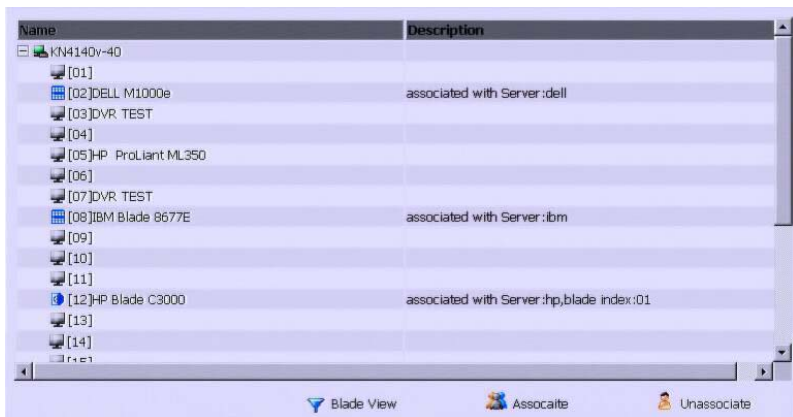 Name Description
KN4140v-40
[01]
[02]DELL M1000e associated with Server:dell
[03]DVR TEST
[04]
[05]HP ProLiant ML350
[06]
[07]DVR TEST
[08]IBM Blade 8677E associated with Server:ibm
[09]
[10]
[11]
[12]HP Blade C3000 associated with Server:hp,blade index:01
[13]
[14]
Blade View Assocaite Unassociate